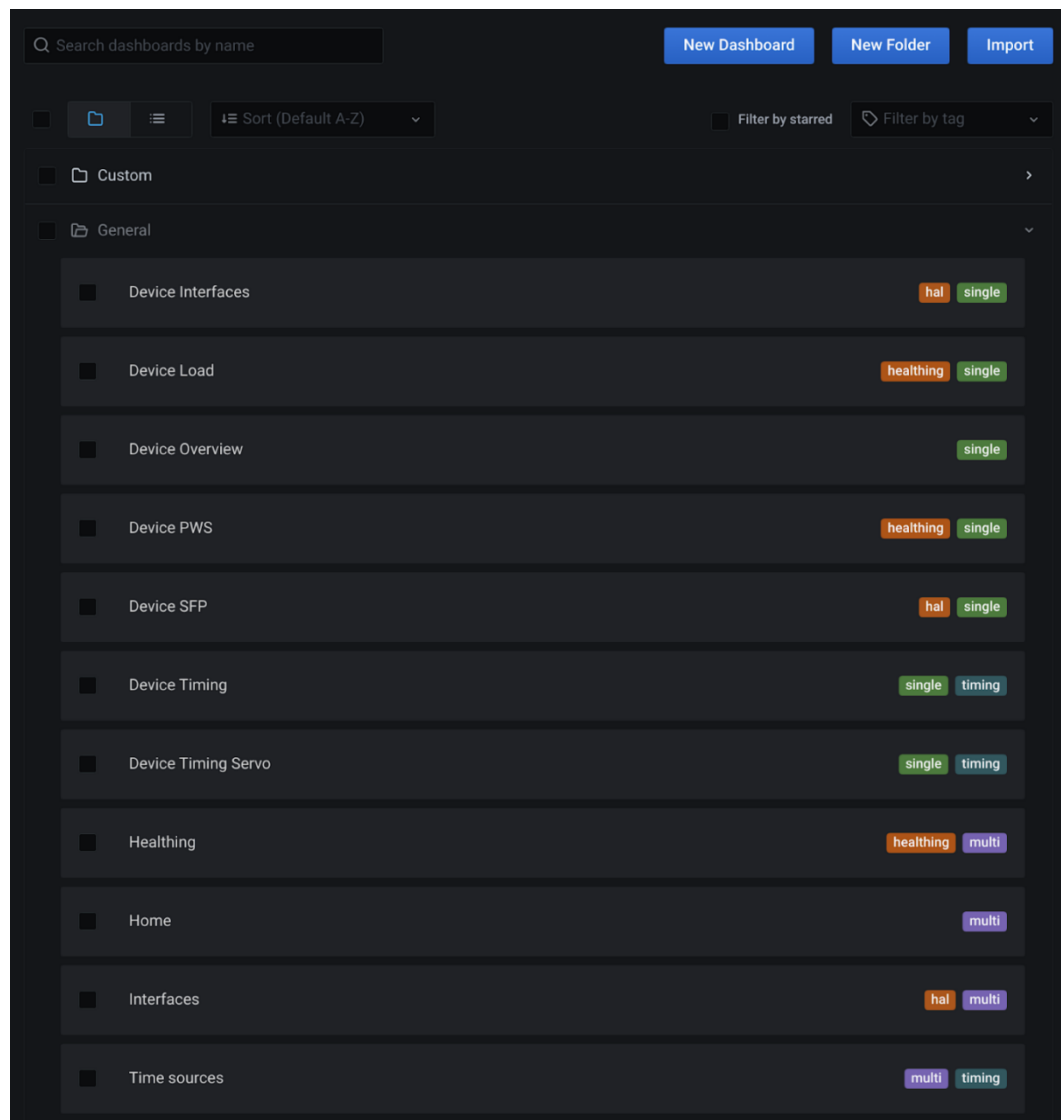 Search dashboards by name
New Dashboard
New Folder
Import
Sort (Default A-Z)
Filter by starred
Filter by tag
Custom
General
Device Interfaces hal single
Device Load healthing single
Device Overview single
Device PWS healthing single
Device SFP hal single
Device Timing single timing
Device Timing Servo single timing
Healthing healthing multi
Home multi
Interfaces hal multi
Time sources multi timing